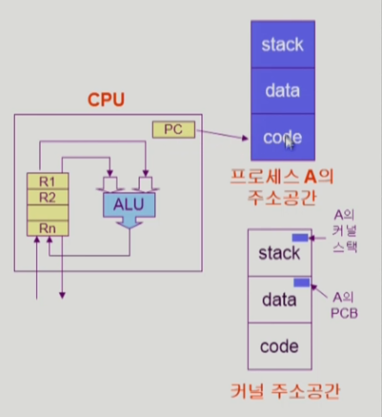 stack
data
code
프로세스 A의
주소공간
CPU
PC
R1
R2
Rn
ALU
A의
커널
스택
stack
data
A의
PCB
code
커널 주소공간